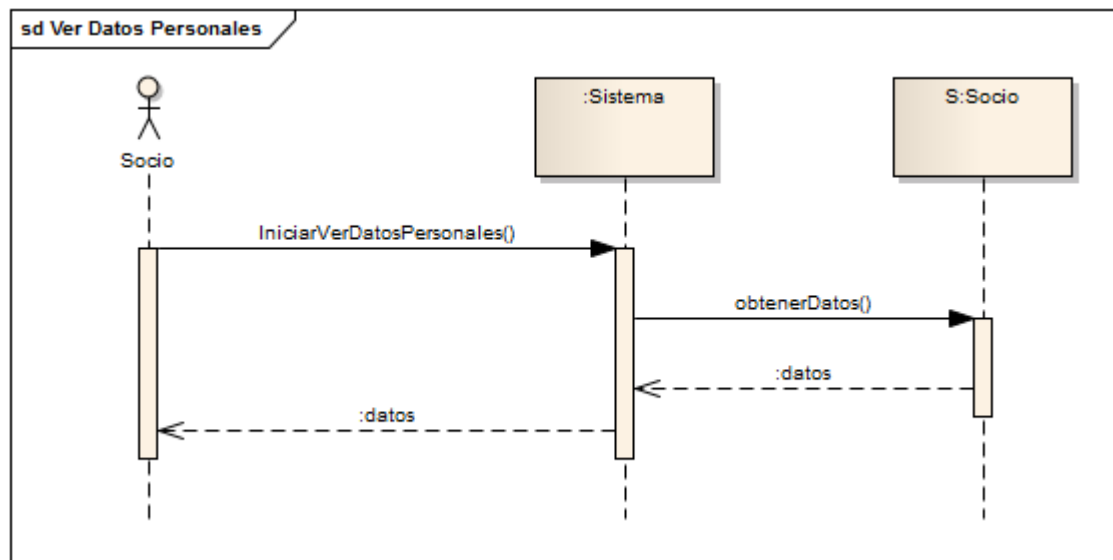 sd Ver Datos Personales
:Sistema
S:Socio
Socio
IniciarVerDatosPersonales()
obtenerDatos()
:datos
:datos